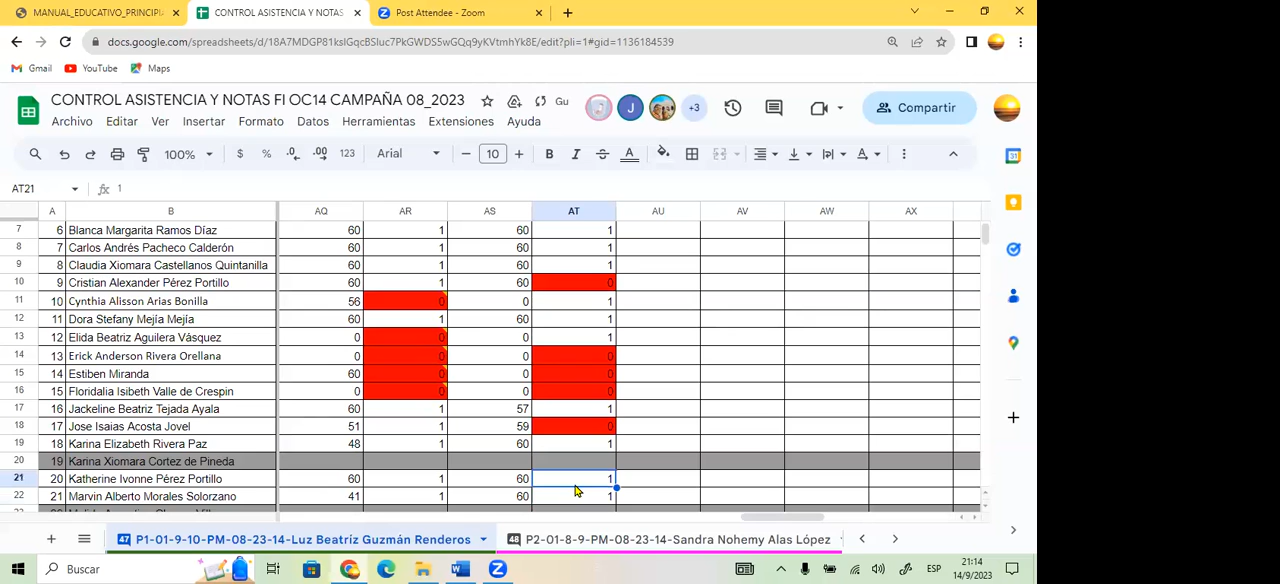 MANUAL_EDUCATIVO_PRINCIPI
CONTROL ASISTENCIA Y NOTAS
Post Attendee - Zoom
docs.google.com/spreadsheets/d/18A7MDGP81kslGqcBSluc7PkGWDS5wGQq9yKVtmhYk8E/edit?pli=1#gid=1136184539
Gmail YouTube Maps
CONTROL ASISTENCIA Y NOTAS FI OC14 CAMPAÑA 08_2023 Gu
J +3 Compartir
Archivo Editar Ver Insertar Formato Datos Herramientas Extensiones Ayuda
100% $ % .0 .00 123 Arial 10 B I S A
AT21 fx 1
A B AQ AR AS AT AU AV AW AX
7 6 Blanca Margarita Ramos Díaz 60 1 60 1
8 7 Carlos Andrés Pacheco Calderón 60 1 60 1
9 8 Claudia Xiomara Castellanos Quintanilla 60 1 60 1
10 9 Cristian Alexander Pérez Portillo 60 1 60 0
11 10 Cynthia Alisson Arias Bonilla 56 0 0 1
12 11 Dora Stefany Mejía Mejía 60 1 60 1
13 12 Elida Beatriz Aguilera Vásquez 0 0 0 1
14 13 Erick Anderson Rivera Orellana 0 0 0 0
15 14 Estiben Miranda 60 0 0 0
16 15 Floridalia Isibeth Valle de Crespin 0 0 0 0
17 16 Jackeline Beatriz Tejada Ayala 60 1 57 1
18 17 Jose Isaias Acosta Jovel 51 1 59 0
19 18 Karina Elizabeth Rivera Paz 48 1 60 1
20 19 Karina Xiomara Cortez de Pineda
21 20 Katherine Ivonne Pérez Portillo 60 1 60 1
22 21 Marvin Alberto Morales Solorzano 41 1 60 1
47 P1-01-9-10-PM-08-23-14-Luz Beatriz Guzmán Renderos 48 P2-01-8-9-PM-08-23-14-Sandra Nohemy Alas López
Buscar ESP 21:14
14/9/2023